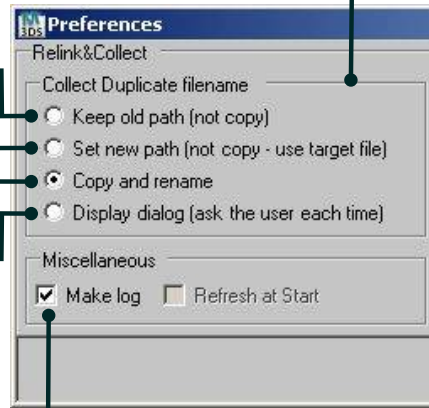 3DS
Preferences
Relink&Collect
Collect Duplicate filename
Keep old path (not copy)
Set new path (not copy - use target file)
Copy and rename
Display dialog (ask the user each time)
Miscellaneous
Make log Refresh at Start